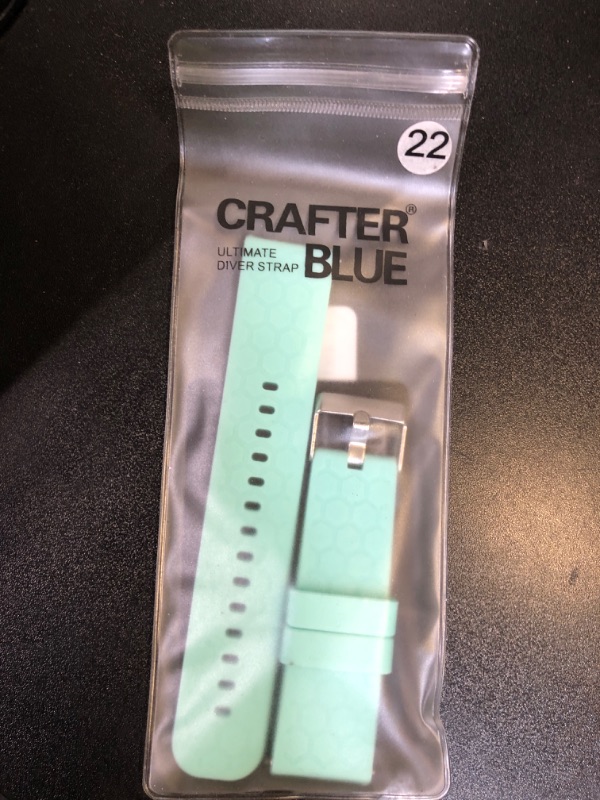 22
CRAFTER®
ULTIMATE
DIVER STRAP
BLUE